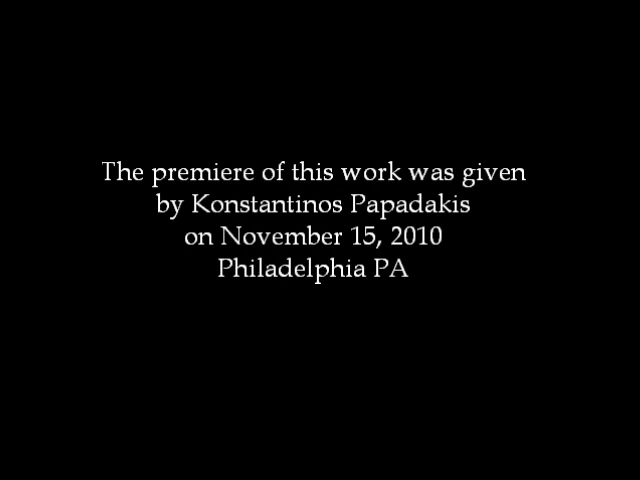 The premiere of this work was given
by Konstantinos Papadakis
on November 15, 2010
Philadelphia PA